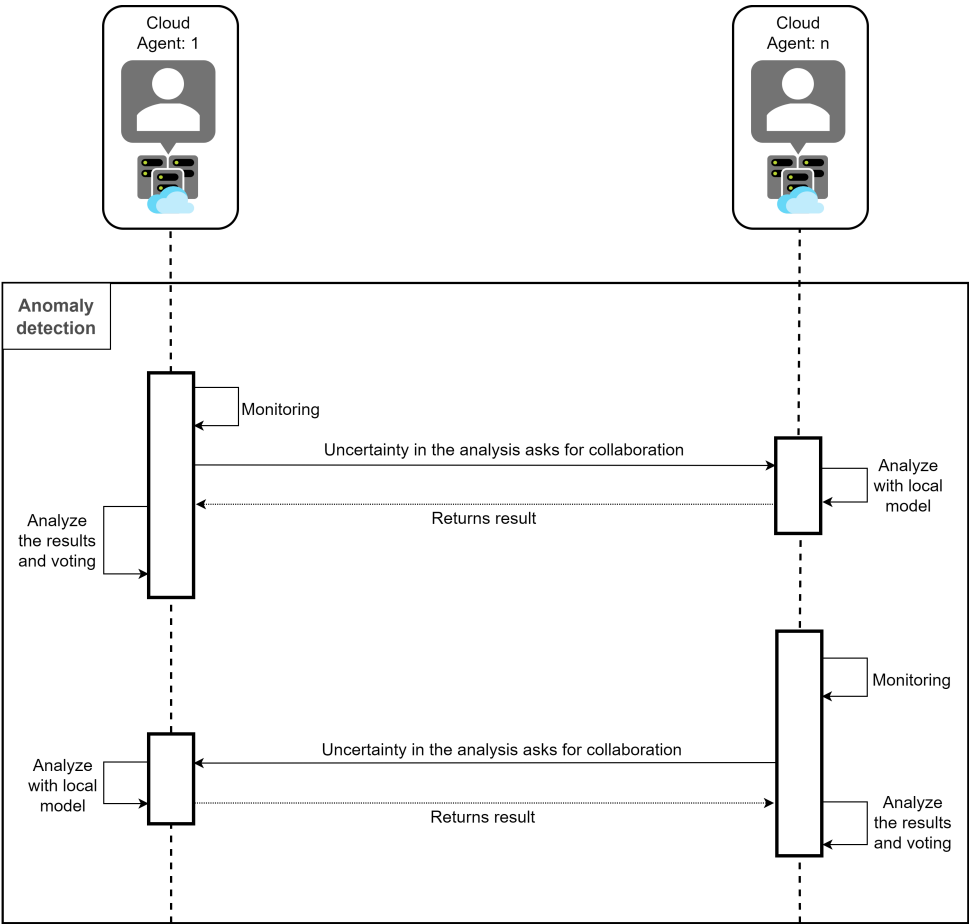 Cloud
Agent: 1
Cloud
Agent: n
Anomaly
detection
Monitoring
Uncertainty in the analysis asks for collaboration
Analyze
with local
model
Returns result
Analyze
the results
and voting
Monitoring
Uncertainty in the analysis asks for collaboration
Analyze
with local
model
Returns result
Analyze
the results
and voting